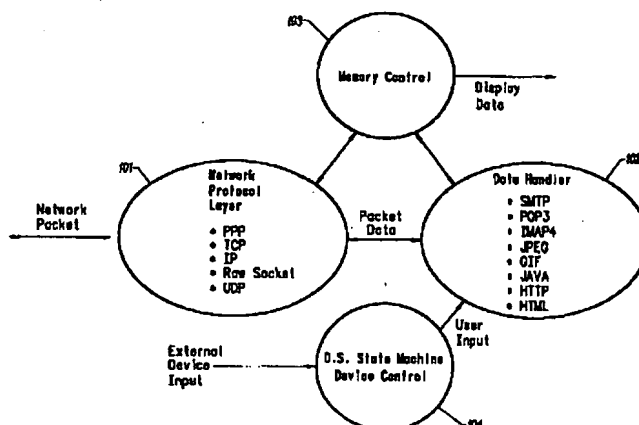 103
Memory Control
Display
Data
101
Network
Protocol
Layer
• PPP
• TCP
• IP
• Raw Socket
• UDP
Network
Packet
Packet
Data
102
Data Handler
• SMTP
• POP3
• IMAP4
• JPEG
• GIF
• JAVA
• HTTP
• HTML
User
Input
External
Device
Input
O.S. State Machine
Device Control
104